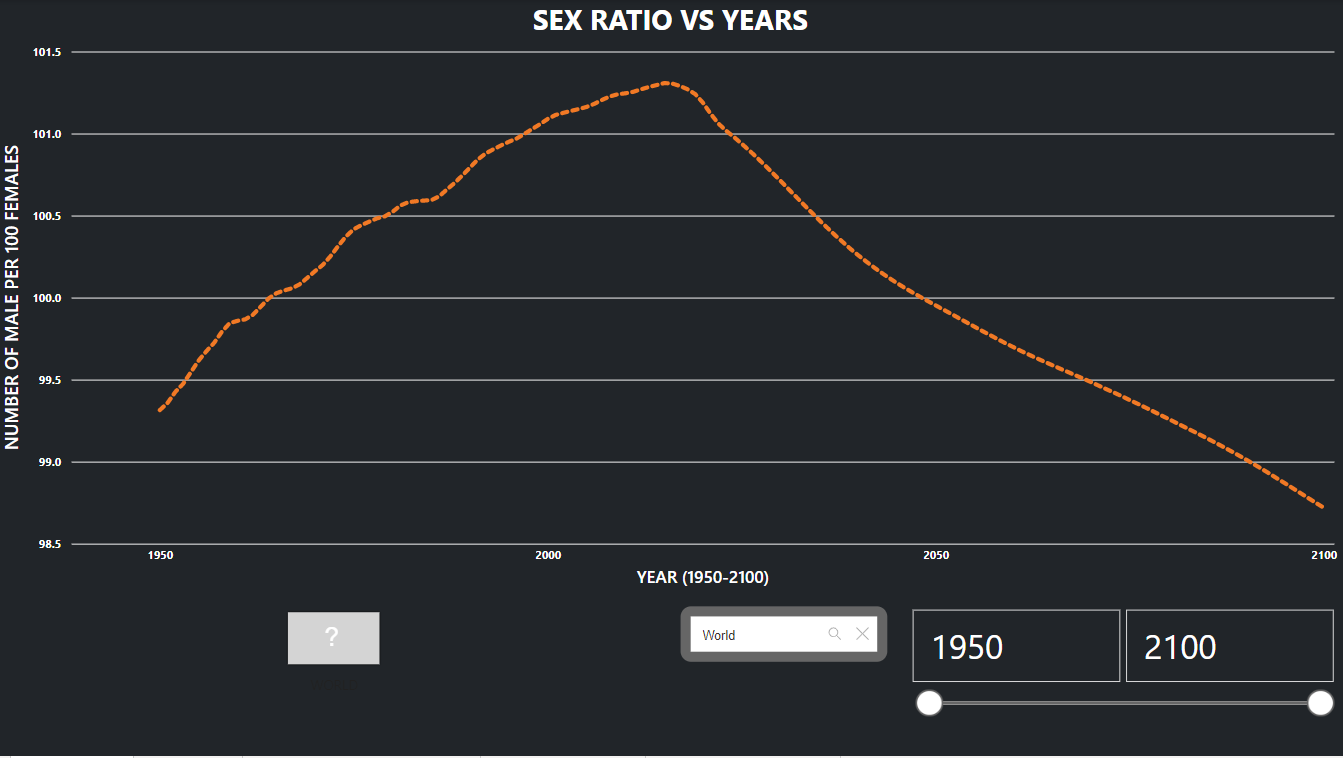 SEX RATIO VS YEARS
NUMBER OF MALE PER 100 FEMALES
101.5
101.0
100.5
100.0
99.5
99.0
98.5
1950 2000 2050 2100
YEAR (1950-2100)
?
World
1950 2100